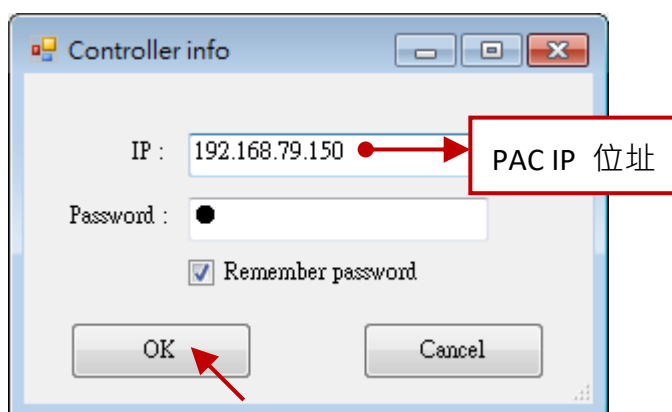 Controller info
IP : 192.168.79.150
PAC IP 位址
Password : ●
Remember password
OK Cancel